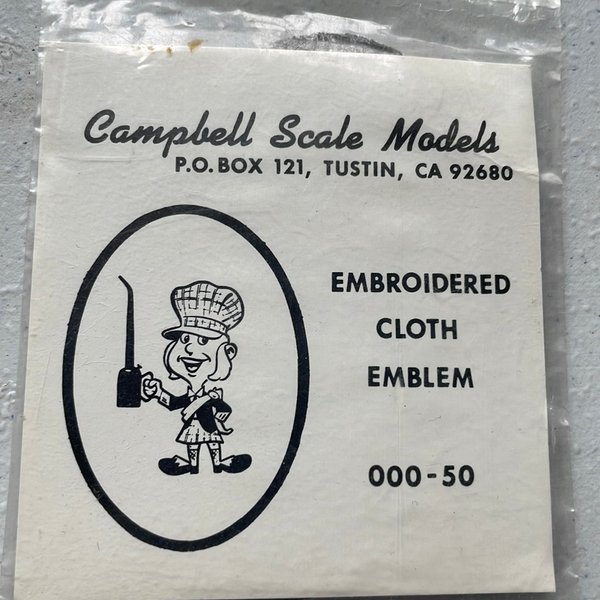 Campbell Scale Models
P.O. BOX 121, TUSTIN, CA 92680
EMBROIDERED
CLOTH
EMBLEM
000-50